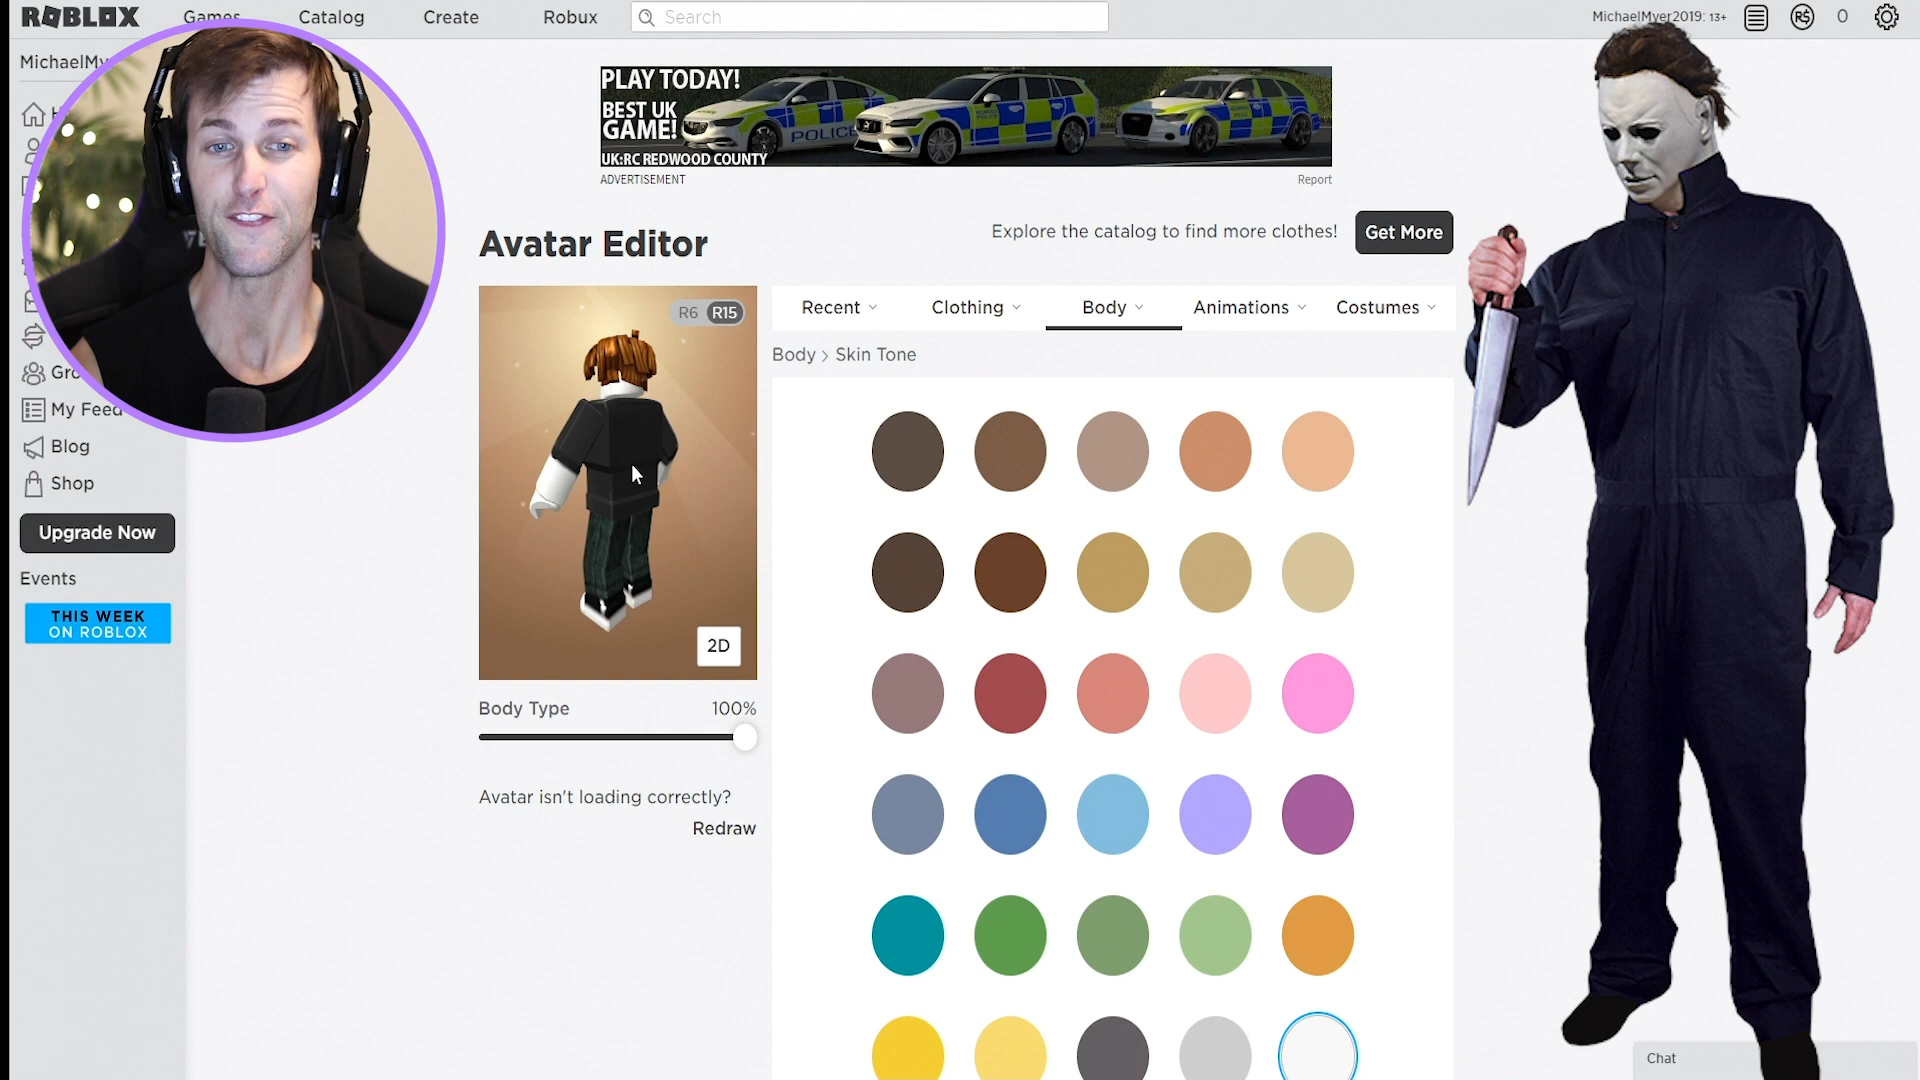 ROBLOX
Games
Catalog
Create
Robux
Search
MichaelMyer2019: 13+
0
MichaelMy
PLAY TODAY!
BEST UK
GAME!
POLICE
UK:RC REDWOOD COUNTY
ADVERTISEMENT
Report
Avatar Editor
Explore the catalog to find more clothes!
Get More
R6 R15
Recent
Clothing
Body
Animations
Costumes
Body > Skin Tone
My Feed
Blog
Shop
Upgrade Now
Events
THIS WEEK
ON ROBLOX
2D
Body Type
100%
Avatar isn't loading correctly?
Redraw
Chat